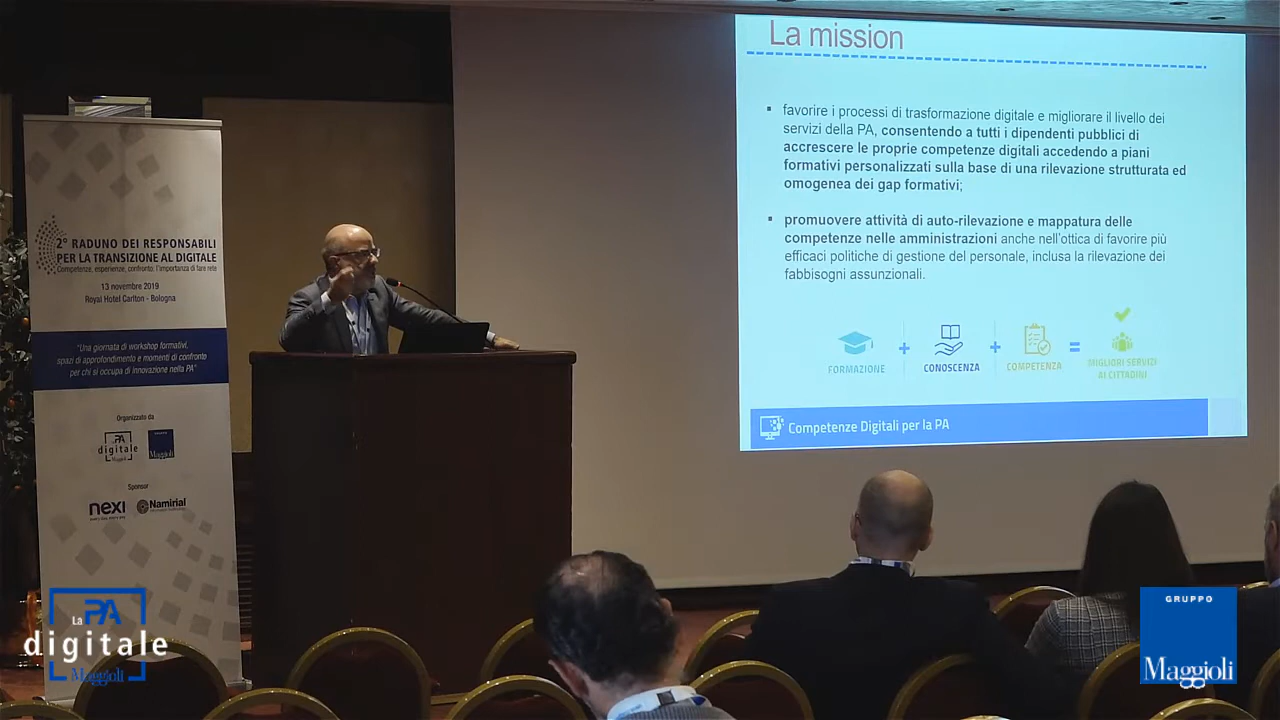 2° RADUNO DEI RESPONSABILI
PER LA TRANSIZIONE AL DIGITALE
Competenze, esperienze, confronto: l'importanza di fare rete
13 novembre 2019
Royal Hotel Carlton - Bologna
"Una giornata di workshop formativi,
spazi di approfondimento e momenti di confronto
per chi si occupa di innovazione nella PA"
Organizzato da
La PA
digitale
Maggioli
GRUPPO
Maggioli
Sponsor
nexi
Namirial
La mission
▪ favorire i processi di trasformazione digitale e migliorare il livello dei
servizi della PA, consentendo a tutti i dipendenti pubblici di
accrescere le proprie competenze digitali accedendo a piani
formativi personalizzati sulla base di una rilevazione strutturata ed
omogenea dei gap formativi;
▪ promuovere attività di auto-rilevazione e mappatura delle
competenze nelle amministrazioni anche nell'ottica di favorire più
efficaci politiche di gestione del personale, inclusa la rilevazione dei
fabbisogni assunzionali.
FORMAZIONE + CONOSCENZA + COMPETENZA = MIGLIORI SERVIZI
AI CITTADINI
Competenze Digitali per la PA
La PA
digitale
Maggioli
GRUPPO
Maggioli